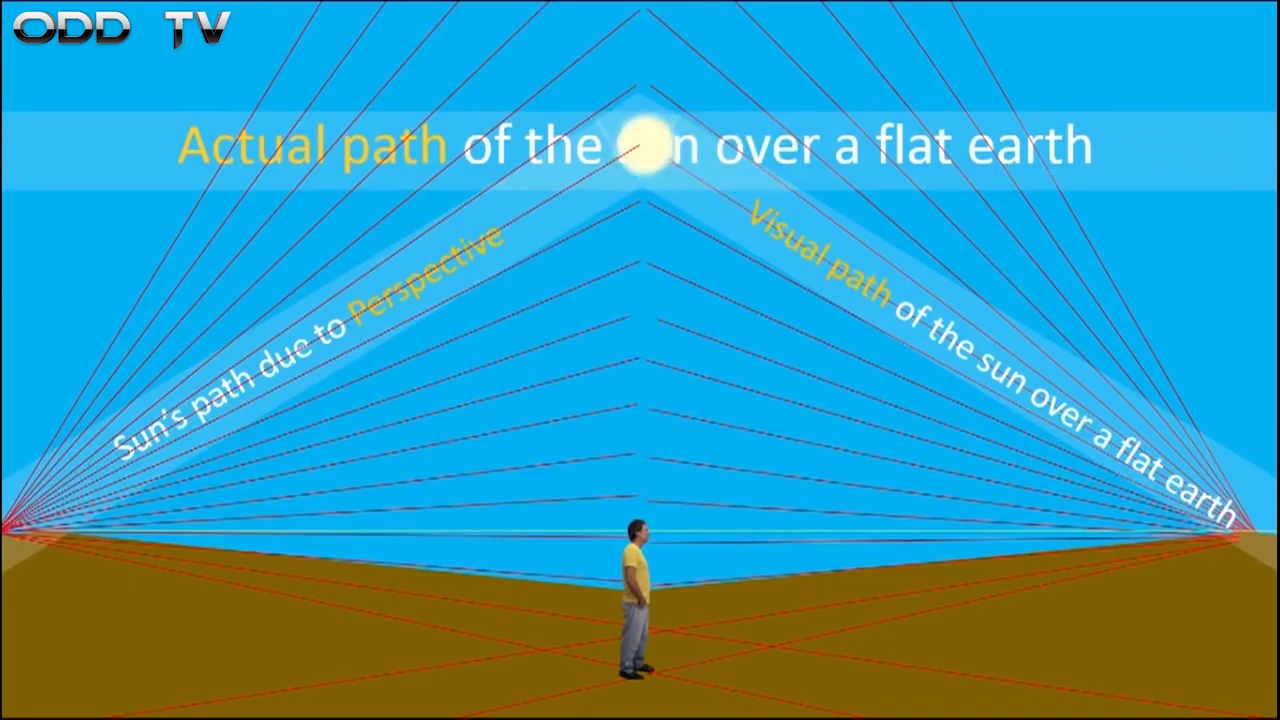 ODD TV
Actual path of the n over a flat earth
Sun's path due to Perspective
Visual path of the sun over a flat earth